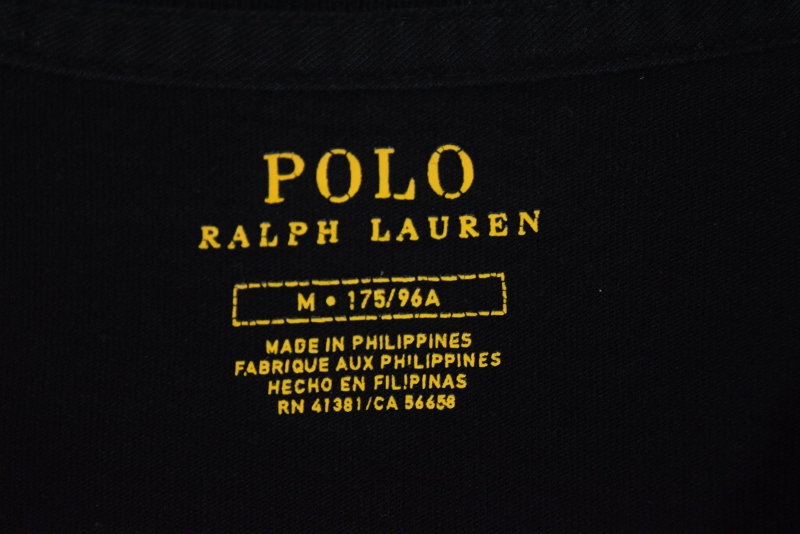 POLO
RALPH LAUREN
M • 175/96A
MADE IN PHILIPPINES
FABRIQUE AUX PHILIPPINES
HECHO EN FILIPINAS
RN 41381/CA 56658